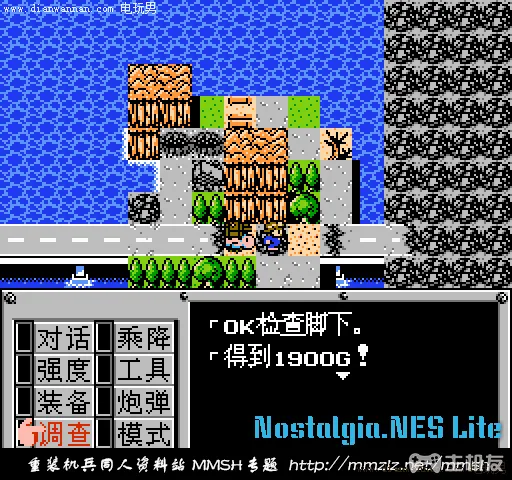 www.dianwannan.com 电玩男
「OK检查脚下。
「得到1900G!
对话 乘降
强度 工具
装备 炮弹
调查 模式
Nostalgia.NES Lite
重装机兵同人资料站 MMSH专题 http://mmzlz.net/mmsh